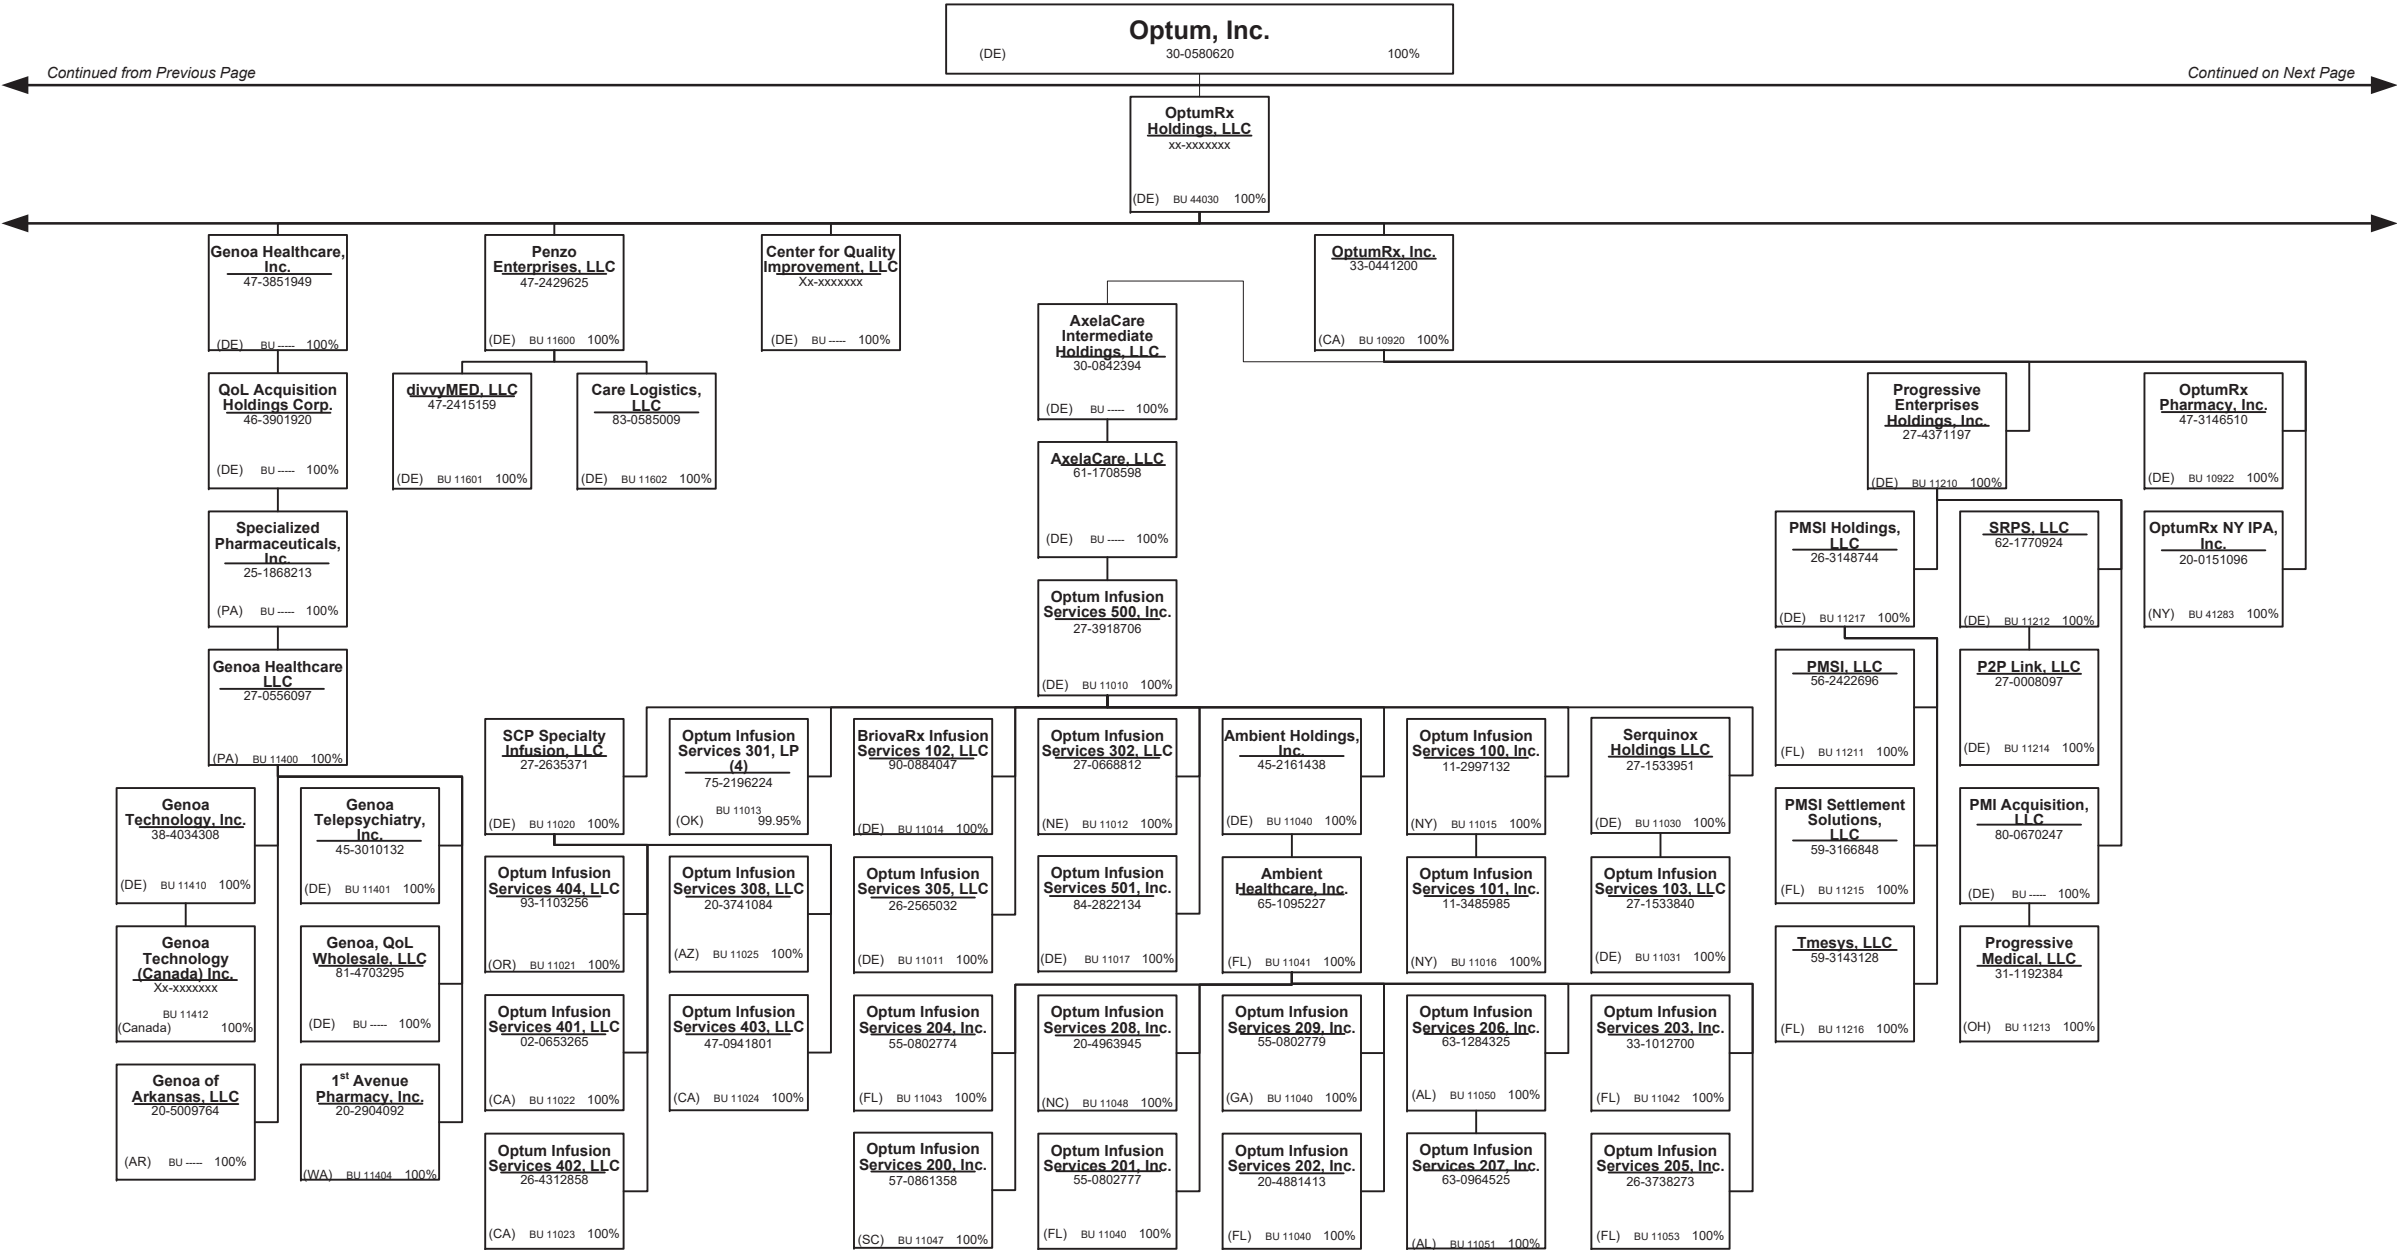 Optum, Inc.
(DE) 30-0580620 100%
Continued from Previous Page
Continued on Next Page
OptumRx
Holdings, LLC
xx-xxxxxxx
(DE) BU 44030 100%
Genoa Healthcare,
Inc.
47-3851949
(DE) BU ----- 100%
Penzo
Enterprises, LLC
47-2429625
(DE) BU 11600 100%
Center for Quality
Improvement, LLC
Xx-xxxxxxx
(DE) BU ----- 100%
OptumRx, Inc.
33-0441200
(CA) BU 10920 100%
AxelaCare
Intermediate
Holdings, LLC
30-0842394
(DE) BU ----- 100%
QoL Acquisition
Holdings Corp.
46-3901920
(DE) BU ----- 100%
divvyMED, LLC
47-2415159
(DE) BU 11601 100%
Care Logistics,
LLC
83-0585009
(DE) BU 11602 100%
Progressive
Enterprises
Holdings, Inc.
27-4371197
(DE) BU 11210 100%
OptumRx
Pharmacy, Inc.
47-3146510
(DE) BU 10922 100%
AxelaCare, LLC
61-1708598
(DE) BU ----- 100%
Specialized
Pharmaceuticals,
Inc.
25-1868213
(PA) BU ----- 100%
PMSI Holdings,
LLC
26-3148744
(DE) BU 11217 100%
SRPS, LLC
62-1770924
(DE) BU 11212 100%
OptumRx NY IPA,
Inc.
20-0151096
(NY) BU 41283 100%
Optum Infusion
Services 500, Inc.
27-3918706
(DE) BU 11010 100%
Genoa Healthcare
LLC
27-0556097
(PA) BU 11400 100%
PMSI, LLC
56-2422696
(FL) BU 11211 100%
P2P Link, LLC
27-0008097
(DE) BU 11214 100%
SCP Specialty
Infusion, LLC
27-2635371
(DE) BU 11020 100%
Optum Infusion
Services 301, LP
(4)
75-2196224
BU 11013
(OK) 99.95%
BriovaRx Infusion
Services 102, LLC
90-0884047
(DE) BU 11014 100%
Optum Infusion
Services 302, LLC
27-0668812
(NE) BU 11012 100%
Ambient Holdings,
Inc.
45-2161438
(DE) BU 11040 100%
Optum Infusion
Services 100, Inc.
11-2997132
(NY) BU 11015 100%
Serquinox
Holdings LLC
27-1533951
(DE) BU 11030 100%
Genoa
Technology, Inc.
38-4034308
(DE) BU 11410 100%
Genoa
Telepsychiatry,
Inc.
45-3010132
(DE) BU 11401 100%
PMSI Settlement
Solutions,
LLC
59-3166848
(FL) BU 11215 100%
PMI Acquisition,
LLC
80-0670247
(DE) BU ----- 100%
Optum Infusion
Services 404, LLC
93-1103256
(OR) BU 11021 100%
Optum Infusion
Services 308, LLC
20-3741084
(AZ) BU 11025 100%
Optum Infusion
Services 305, LLC
26-2565032
(DE) BU 11011 100%
Optum Infusion
Services 501, Inc.
84-2822134
(DE) BU 11017 100%
Ambient
Healthcare, Inc.
65-1095227
(FL) BU 11041 100%
Optum Infusion
Services 101, Inc.
11-3485985
(NY) BU 11016 100%
Optum Infusion
Services 103, LLC
27-1533840
(DE) BU 11031 100%
Genoa
Technology
(Canada) Inc.
Xx-xxxxxxx
BU 11412
(Canada) 100%
Genoa, QoL
Wholesale, LLC
81-4703295
(DE) BU ----- 100%
Tmesys, LLC
59-3143128
(FL) BU 11216 100%
Progressive
Medical, LLC
31-1192384
(OH) BU 11213 100%
Optum Infusion
Services 401, LLC
02-0653265
(CA) BU 11022 100%
Optum Infusion
Services 403, LLC
47-0941801
(CA) BU 11024 100%
Optum Infusion
Services 204, Inc.
55-0802774
(FL) BU 11043 100%
Optum Infusion
Services 208, Inc.
20-4963945
(NC) BU 11048 100%
Optum Infusion
Services 209, Inc.
55-0802779
(GA) BU 11040 100%
Optum Infusion
Services 206, Inc.
63-1284325
(AL) BU 11050 100%
Optum Infusion
Services 203, Inc.
33-1012700
(FL) BU 11042 100%
Genoa of
Arkansas, LLC
20-5009764
(AR) BU ----- 100%
1st Avenue
Pharmacy, Inc.
20-2904092
(WA) BU 11404 100%
Optum Infusion
Services 402, LLC
26-4312858
(CA) BU 11023 100%
Optum Infusion
Services 200, Inc.
57-0861358
(SC) BU 11047 100%
Optum Infusion
Services 201, Inc.
55-0802777
(FL) BU 11040 100%
Optum Infusion
Services 202, Inc.
20-4881413
(FL) BU 11040 100%
Optum Infusion
Services 207, Inc.
63-0964525
(AL) BU 11051 100%
Optum Infusion
Services 205, Inc.
26-3738273
(FL) BU 11053 100%